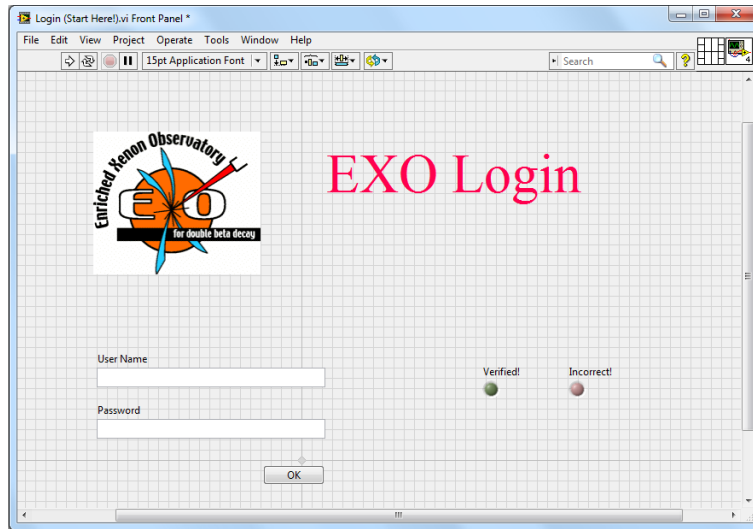 Login (Start Here!).vi Front Panel *
File Edit View Project Operate Tools Window Help
15pt Application Font
Search
4
Enriched Xenon Observatory
EXO
for double beta decay
EXO Login
User Name
Verified!
Incorrect!
Password
OK